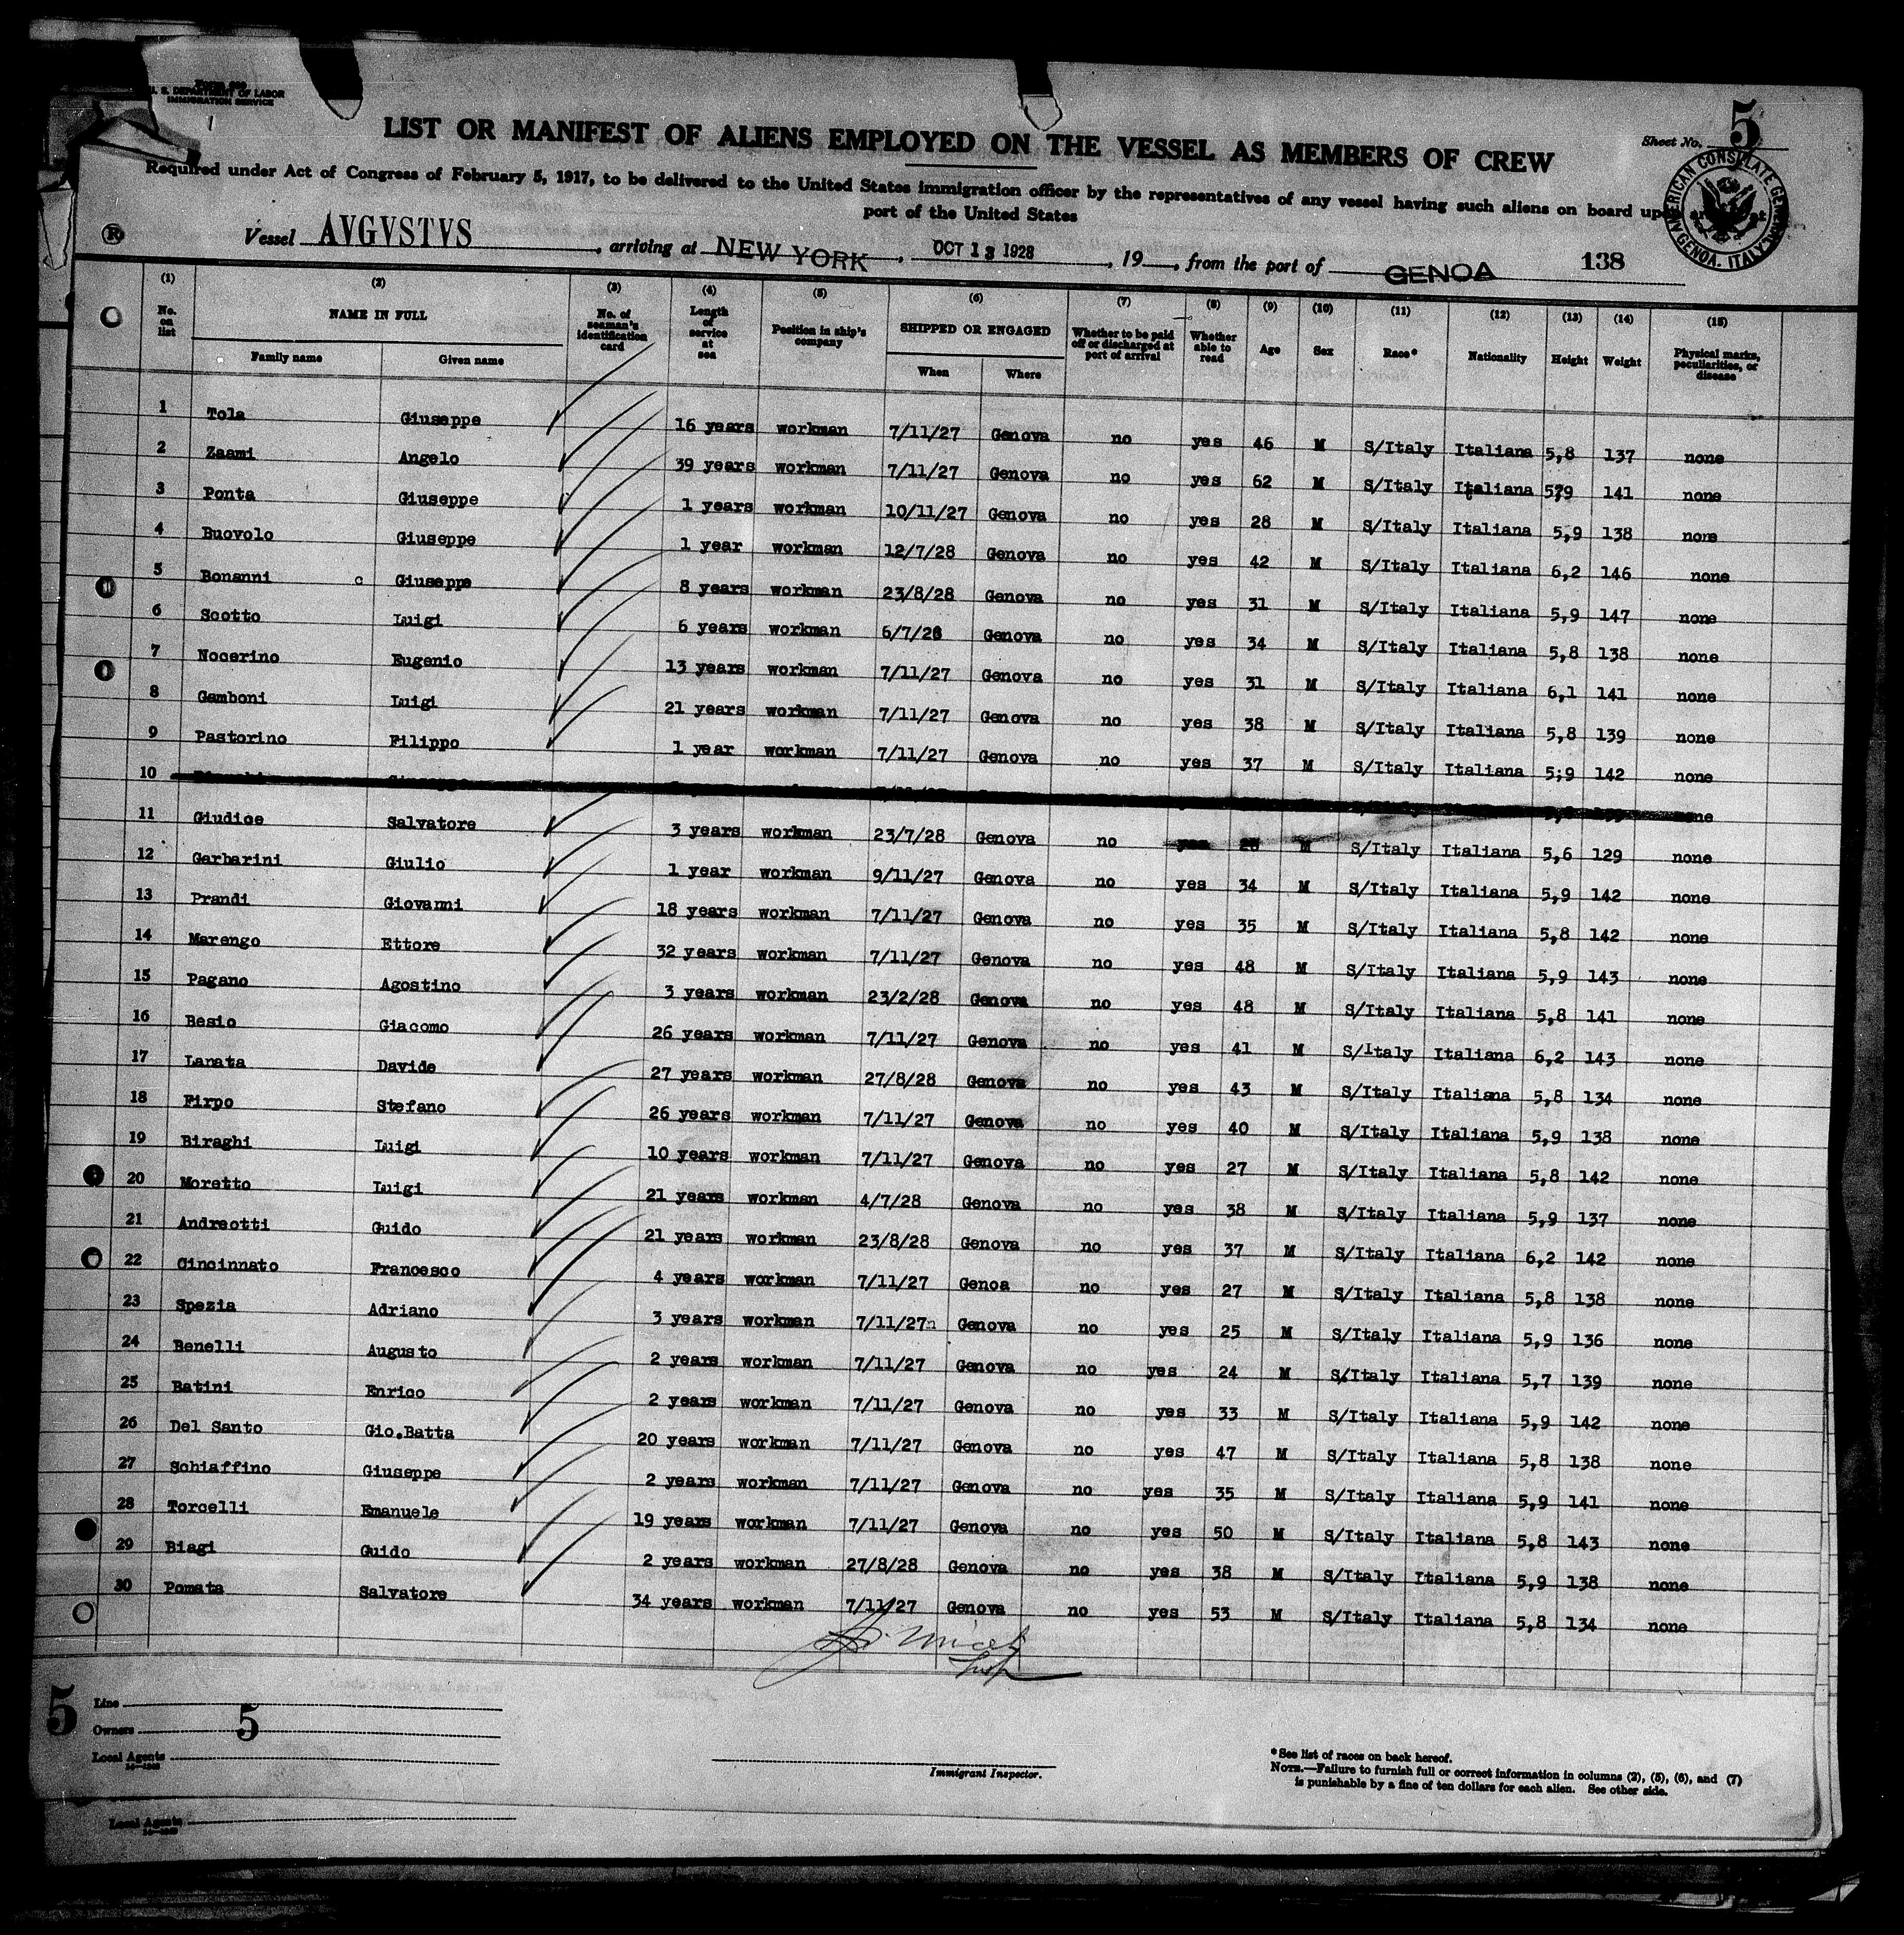 Form 680
U. S. DEPARTMENT OF LABOR
IMMIGRATION SERVICE
Sheet No. 5
LIST OR MANIFEST OF ALIENS EMPLOYED ON THE VESSEL AS MEMBERS OF CREW
Required under Act of Congress of February 5, 1917, to be delivered to the United States immigration officer by the representatives of any vessel having such aliens on board upon arrival at
port of the United States
AMERICAN CONSULATE GENERAL GENOA, ITALY
Vessel AVGVSTVS, arriving at NEW YORK, OCT 13 1928, 19, from the port of GENOA 138
(1) (2) (3) (4) (5) (6) (7) (8) (9) (10) (11) (12) (13) (14) (15)
No. on list NAME IN FULL Family name Given name No. of seaman's identification card Length of service at sea Position in ship's company SHIPPED OR ENGAGED When Where Whether to be paid off or discharged at port of arrival Whether able to read Age Sex Race* Nationality Height Weight Physical marks, peculiarities, or disease
1 Tola Giuseppe 16 years workman 7/11/27 Genova no yes 46 M S/Italy Italiana 5,8 137 none
2 Zaami Angelo 39 years workman 7/11/27 Genova no yes 62 M S/Italy Italiana 5,9 141 none
3 Ponta Giuseppe 1 years workman 10/11/27 Genova no yes 28 M S/Italy Italiana 5,9 138 none
4 Buovolo Giuseppe 1 year workman 12/7/28 Genova no yes 42 M S/Italy Italiana 6,2 146 none
5 Bonanni c Giuseppe 8 years workman 23/8/28 Genova no yes 31 M S/Italy Italiana 5,9 147 none
6 Scotto Luigi 6 years workman 6/7/28 Genova no yes 34 M S/Italy Italiana 5,8 138 none
7 Nocerino Eugenio 13 years workman 7/11/27 Genova no yes 31 M S/Italy Italiana 6,1 141 none
8 Gamboni Luigi 21 years workman 7/11/27 Genova no yes 38 M S/Italy Italiana 5,8 139 none
9 Pastorino Filippo 1 year workman 7/11/27 Genova no yes 37 M S/Italy Italiana 5,9 142 none
10
11 Giudice Salvatore 3 years workman 23/7/28 Genova no yes 28 M S/Italy Italiana 5,6 129 none
12 Garbarini Giulio 1 year workman 9/11/27 Genova no yes 34 M S/Italy Italiana 5,9 142 none
13 Prandi Giovanni 18 years workman 7/11/27 Genova no yes 35 M S/Italy Italiana 5,8 142 none
14 Marengo Ettore 32 years workman 7/11/27 Genova no yes 48 M S/Italy Italiana 5,9 143 none
15 Pagano Agostino 3 years workman 23/2/28 Genova no yes 48 M S/Italy Italiana 5,8 141 none
16 Besio Giacomo 26 years workman 7/11/27 Genova no yes 41 M S/Italy Italiana 6,2 143 none
17 Lanata Davide 27 years workman 27/8/28 Genova no yes 43 M S/Italy Italiana 5,8 134 none
18 Firpo Stefano 26 years workman 7/11/27 Genova no yes 40 M S/Italy Italiana 5,9 138 none
19 Biraghi Luigi 10 years workman 7/11/27 Genova no yes 27 M S/Italy Italiana 5,8 142 none
20 Moretto Luigi 21 years workman 4/7/28 Genova no yes 38 M S/Italy Italiana 5,9 137 none
21 Andreotti Guido 21 years workman 23/8/28 Genova no yes 37 M S/Italy Italiana 6,2 142 none
22 Cincinnato Francesco 4 years workman 7/11/27 Genoa no yes 27 M S/Italy Italiana 5,8 138 none
23 Spezia Adriano 3 years workman 7/11/27n Genova no yes 25 M S/Italy Italiana 5,9 136 none
24 Benelli Augusto 2 years workman 7/11/27 Genova no yes 24 M S/Italy Italiana 5,7 139 none
25 Batini Enrico 2 years workman 7/11/27 Genova no yes 33 M S/Italy Italiana 5,9 142 none
26 Del Santo Gio.Batta 20 years workman 7/11/27 Genova no yes 47 M S/Italy Italiana 5,8 138 none
27 Schiaffino Giuseppe 2 years workman 7/11/27 Genova no yes 35 M S/Italy Italiana 5,9 141 none
28 Torcelli Emanuele 19 years workman 7/11/27 Genova no yes 50 M S/Italy Italiana 5,8 143 none
29 Biagi Guido 2 years workman 27/8/28 Genova no yes 38 M S/Italy Italiana 5,9 138 none
30 Pomata Salvatore 34 years workman 7/11/27 Genova no yes 53 M S/Italy Italiana 5,8 134 none
5 Line
Owners 5
Local Agents
Immigrant Inspector.
*See list of races on back hereof.
NOTE.—Failure to furnish full or correct information in columns (2), (5), (6), and (7)
is punishable by a fine of ten dollars for each alien. See other side.
Local Agents